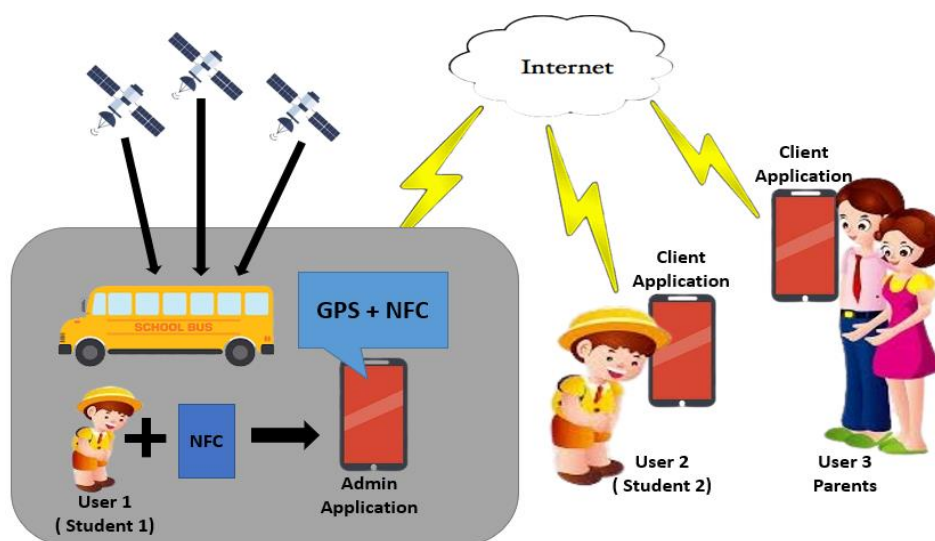 Internet
Client
Application
Client
Application
GPS + NFC
SCHOOL BUS
NFC
User 1
( Student 1)
Admin
Application
User 2
( Student 2)
User 3
Parents